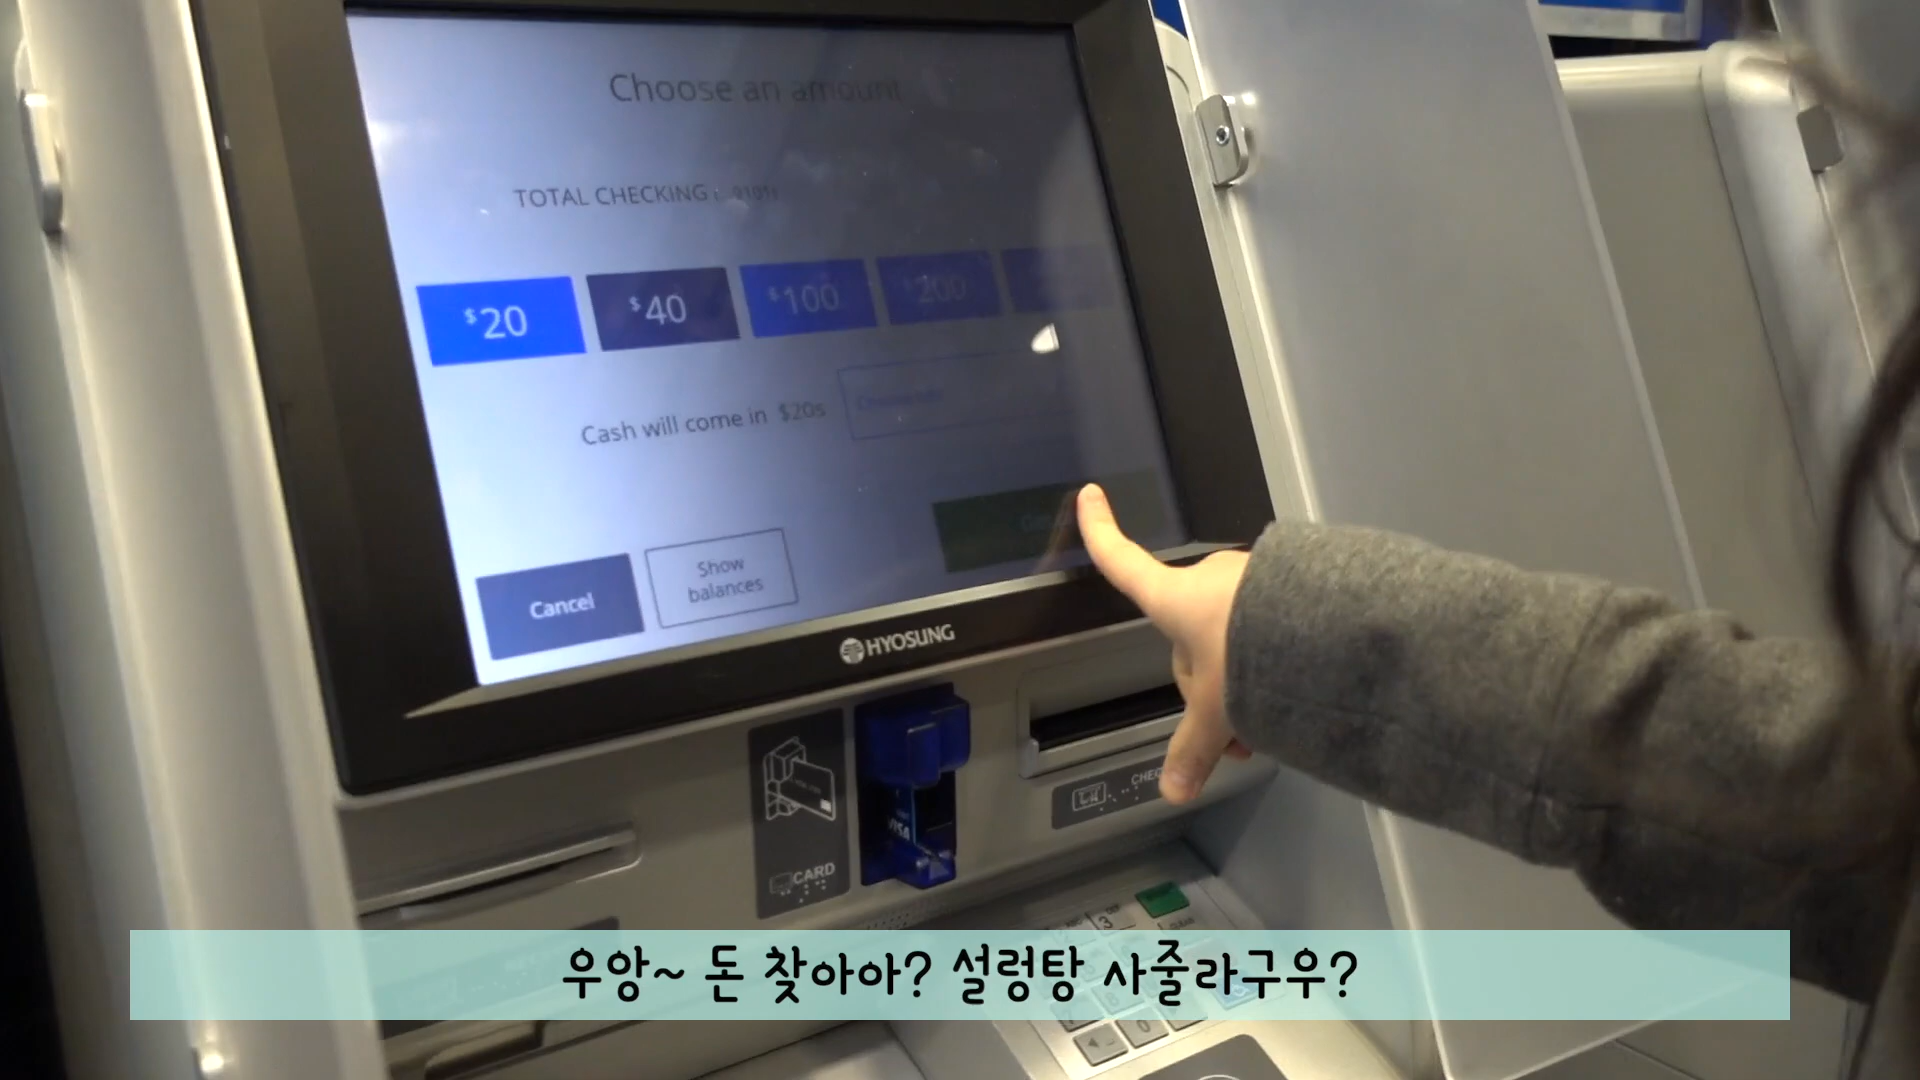 Choose an amount
TOTAL CHECKING
$20
$40
$100
$200
Cash will come in $20s
Cancel
Show
balances
HYOSUNG
VISA
CARD
우앙~ 돈 찾아아? 설렁탕 사줄라구우?